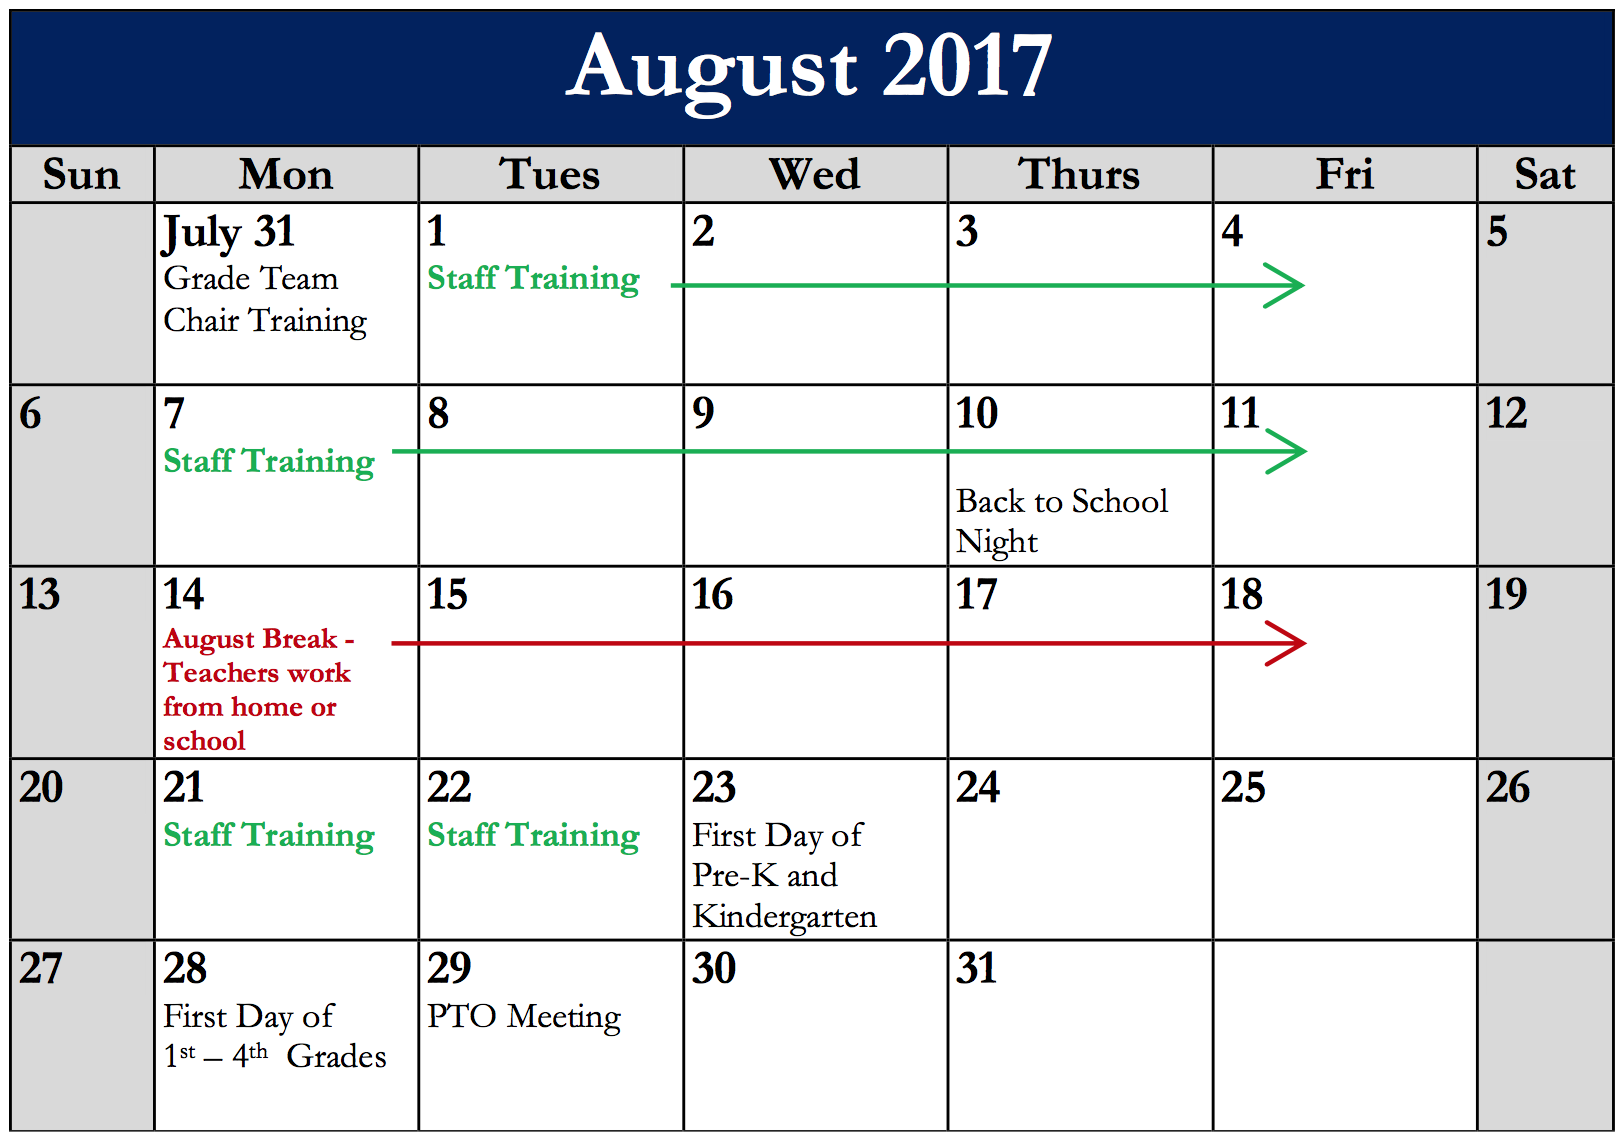 August 2017
Sun Mon Tues Wed Thurs Fri Sat
July 31 1 2 3 4 5
Grade Team
Chair Training
Staff Training
6 7 8 9 10 11 12
Staff Training
Back to School
Night
13 14 15 16 17 18 19
August Break -
Teachers work
from home or
school
20 21 22 23 24 25 26
Staff Training
Staff Training
First Day of
Pre-K and
Kindergarten
27 28 29 30 31
First Day of
1st – 4th Grades
PTO Meeting